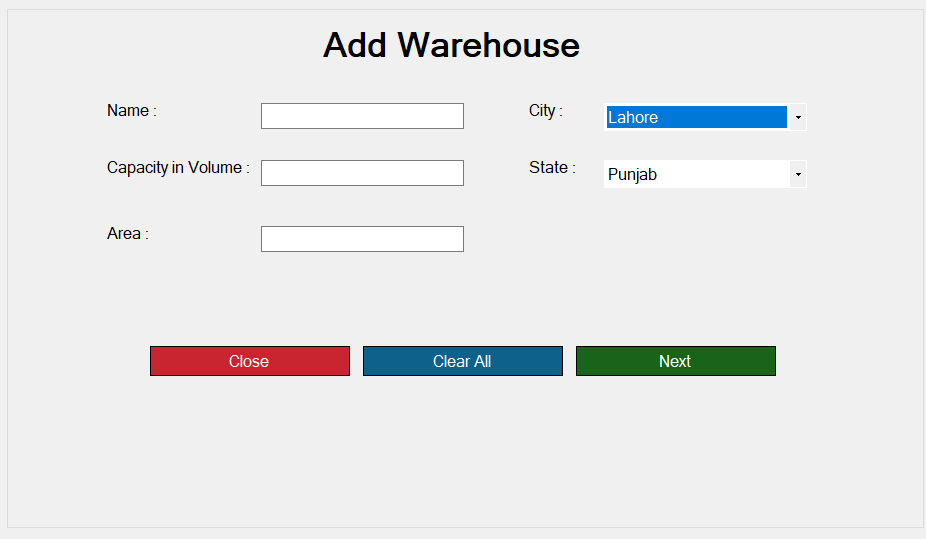 Add Warehouse
Name :
City :
Lahore
Capacity in Volume :
State :
Punjab
Area :
Close
Clear All
Next